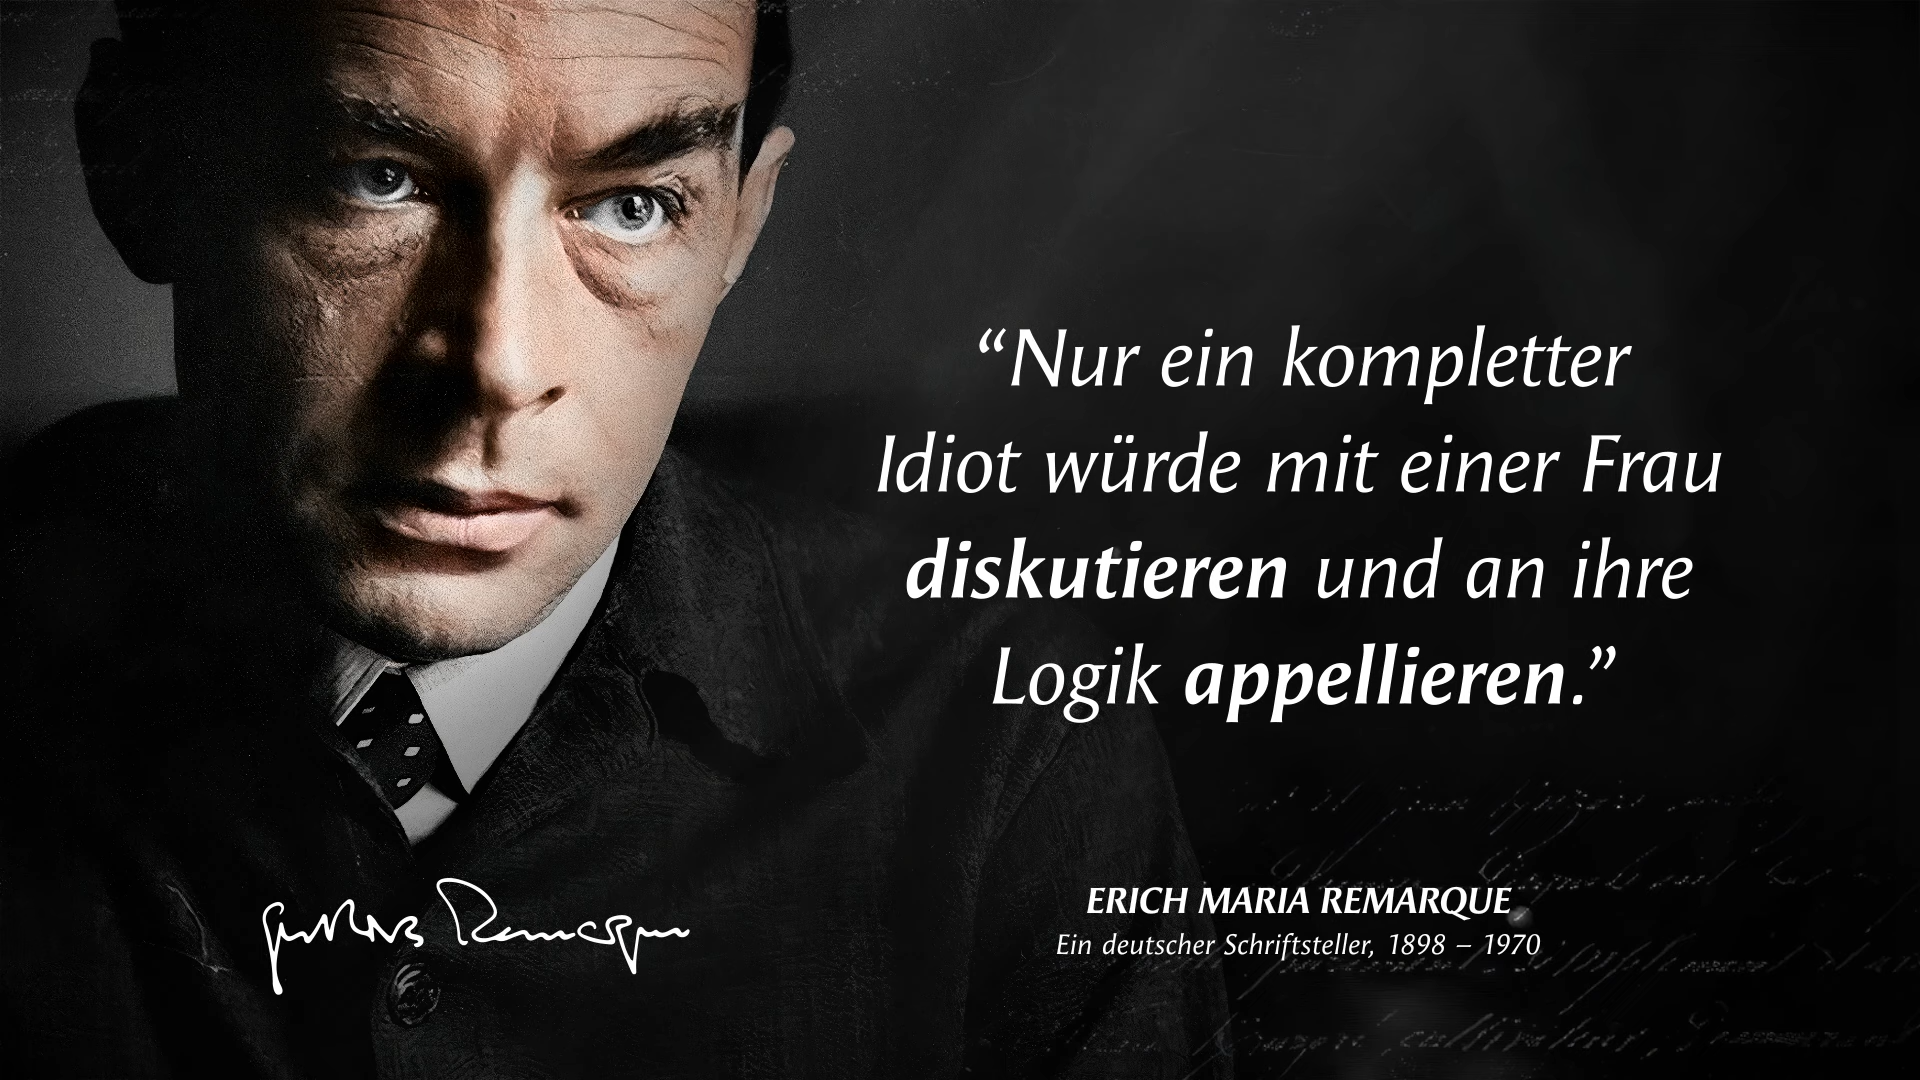 “Nur ein kompletter
Idiot würde mit einer Frau
diskutieren und an ihre
Logik appellieren.”
ERICH MARIA REMARQUE
Ein deutscher Schriftsteller, 1898 – 1970
Remarque